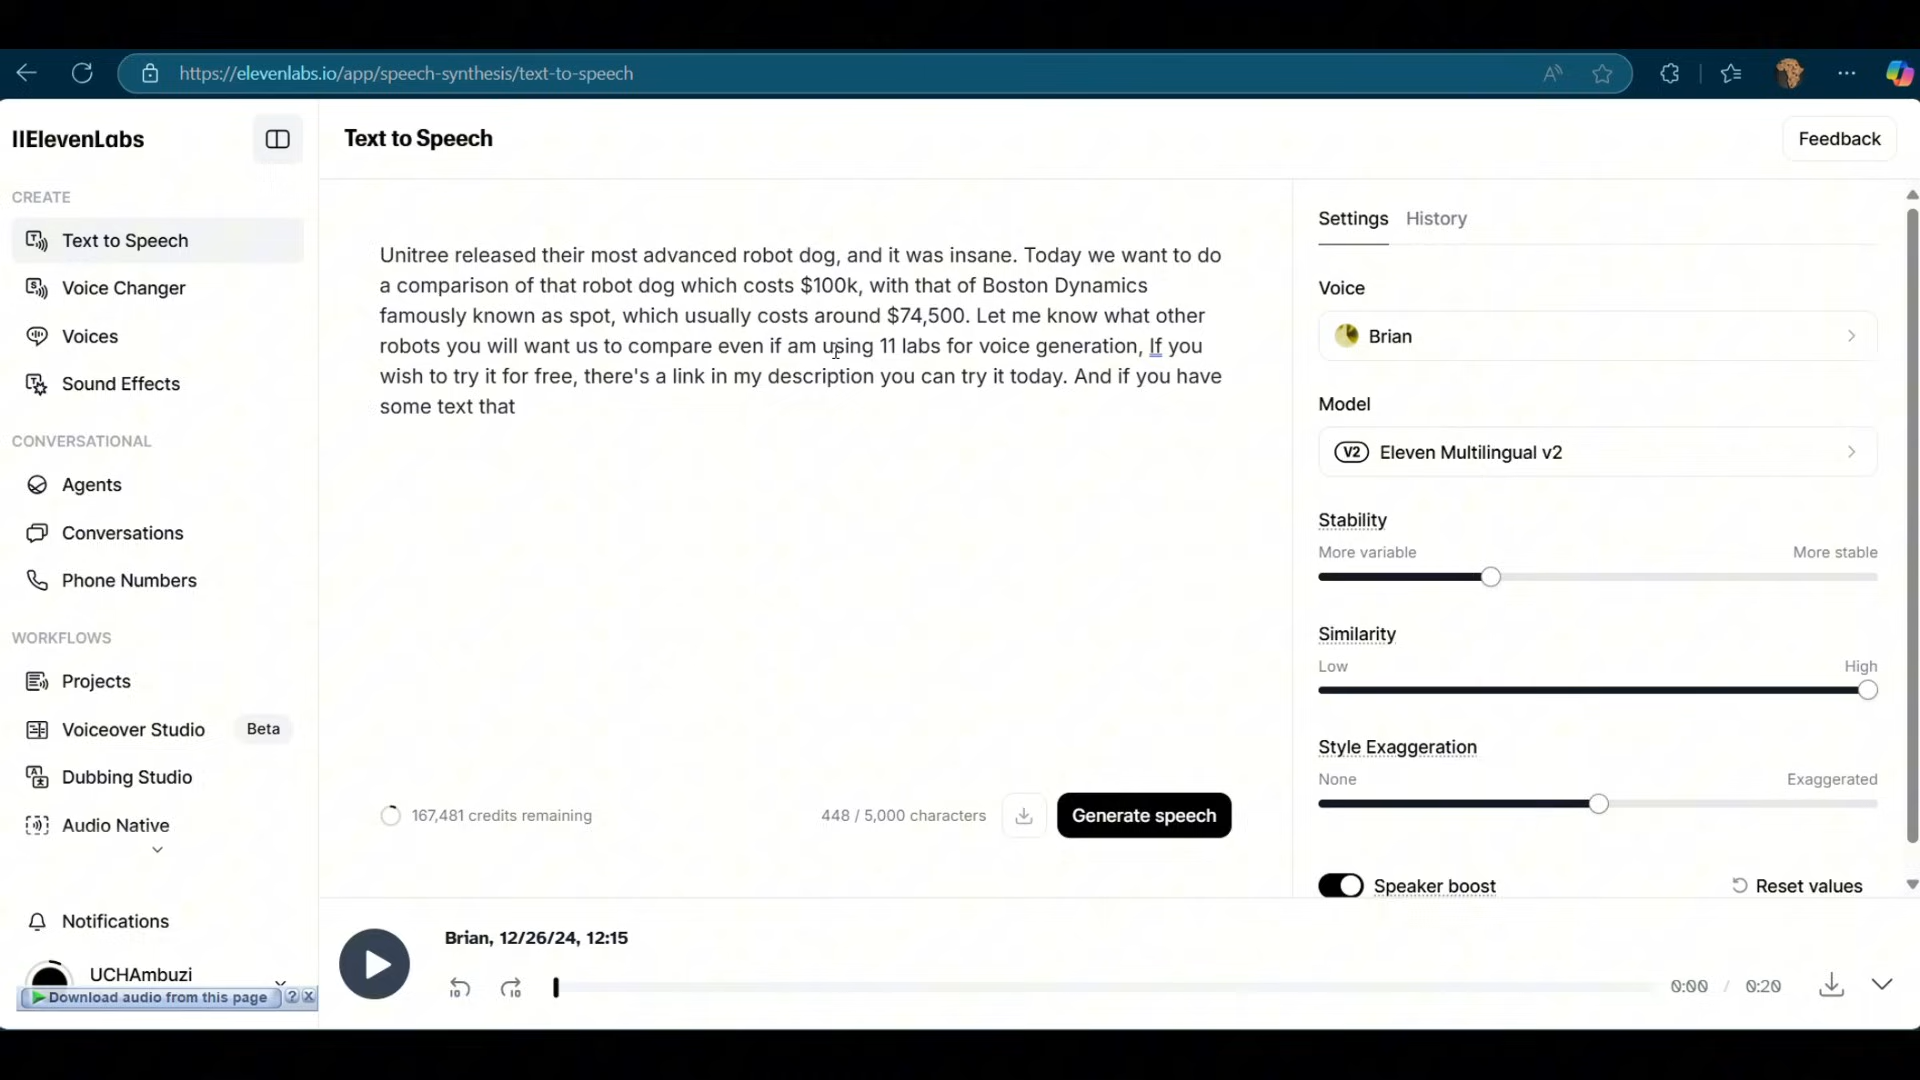 https://elevenlabs.io/app/speech-synthesis/text-to-speech
IIElevenLabs
Text to Speech
Feedback
CREATE
Text to Speech
Voice Changer
Voices
Sound Effects
CONVERSATIONAL
Agents
Conversations
Phone Numbers
WORKFLOWS
Projects
Voiceover Studio Beta
Dubbing Studio
Audio Native
Notifications
UCHAmbuzi
Download audio from this page ? X
Unitree released their most advanced robot dog, and it was insane. Today we want to do
a comparison of that robot dog which costs $100k, with that of Boston Dynamics
famously known as spot, which usually costs around $74,500. Let me know what other
robots you will want us to compare even if am using 11 labs for voice generation, If you
wish to try it for free, there's a link in my description you can try it today. And if you have
some text that
167,481 credits remaining
448 / 5,000 characters
Generate speech
Settings History
Voice
Brian
Model
V2 Eleven Multilingual v2
Stability
More variable More stable
Similarity
Low High
Style Exaggeration
None Exaggerated
Speaker boost
Reset values
Brian, 12/26/24, 12:15
10 10
0:00 / 0:20